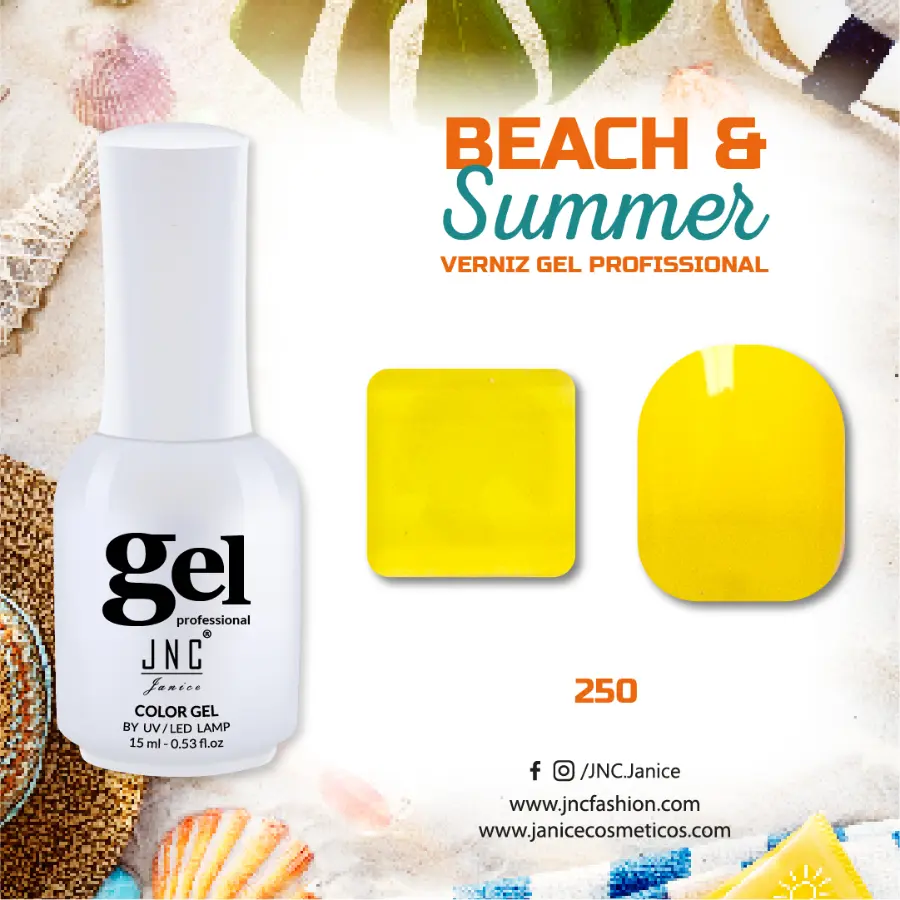 BEACH &
Summer
VERNIZ GEL PROFISSIONAL
gel
professional
JNC®
Janice
COLOR GEL
BY UV/LED LAMP
15 ml - 0.53 fl.oz
250
/JNC.Janice
www.jncfashion.com
www.janicecosmeticos.com